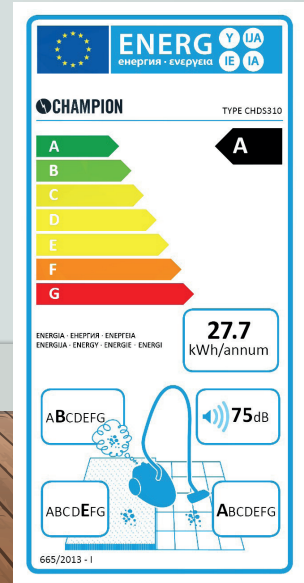 ENERG Y IJA
енергия · ενεργεια IE IA
CHAMPION
TYPE CHDS310
A A
B
C
D
E
F
G
ENERGIA · ЕНЕРГИЯ · ΕΝΕΡΓΕΙΑ
ENERGIJA · ENERGY · ENERGIE · ENERGI
27.7
kWh/annum
ABCDEFG
75dB
ABCDEFG
ABCDEFG
665/2013 - I